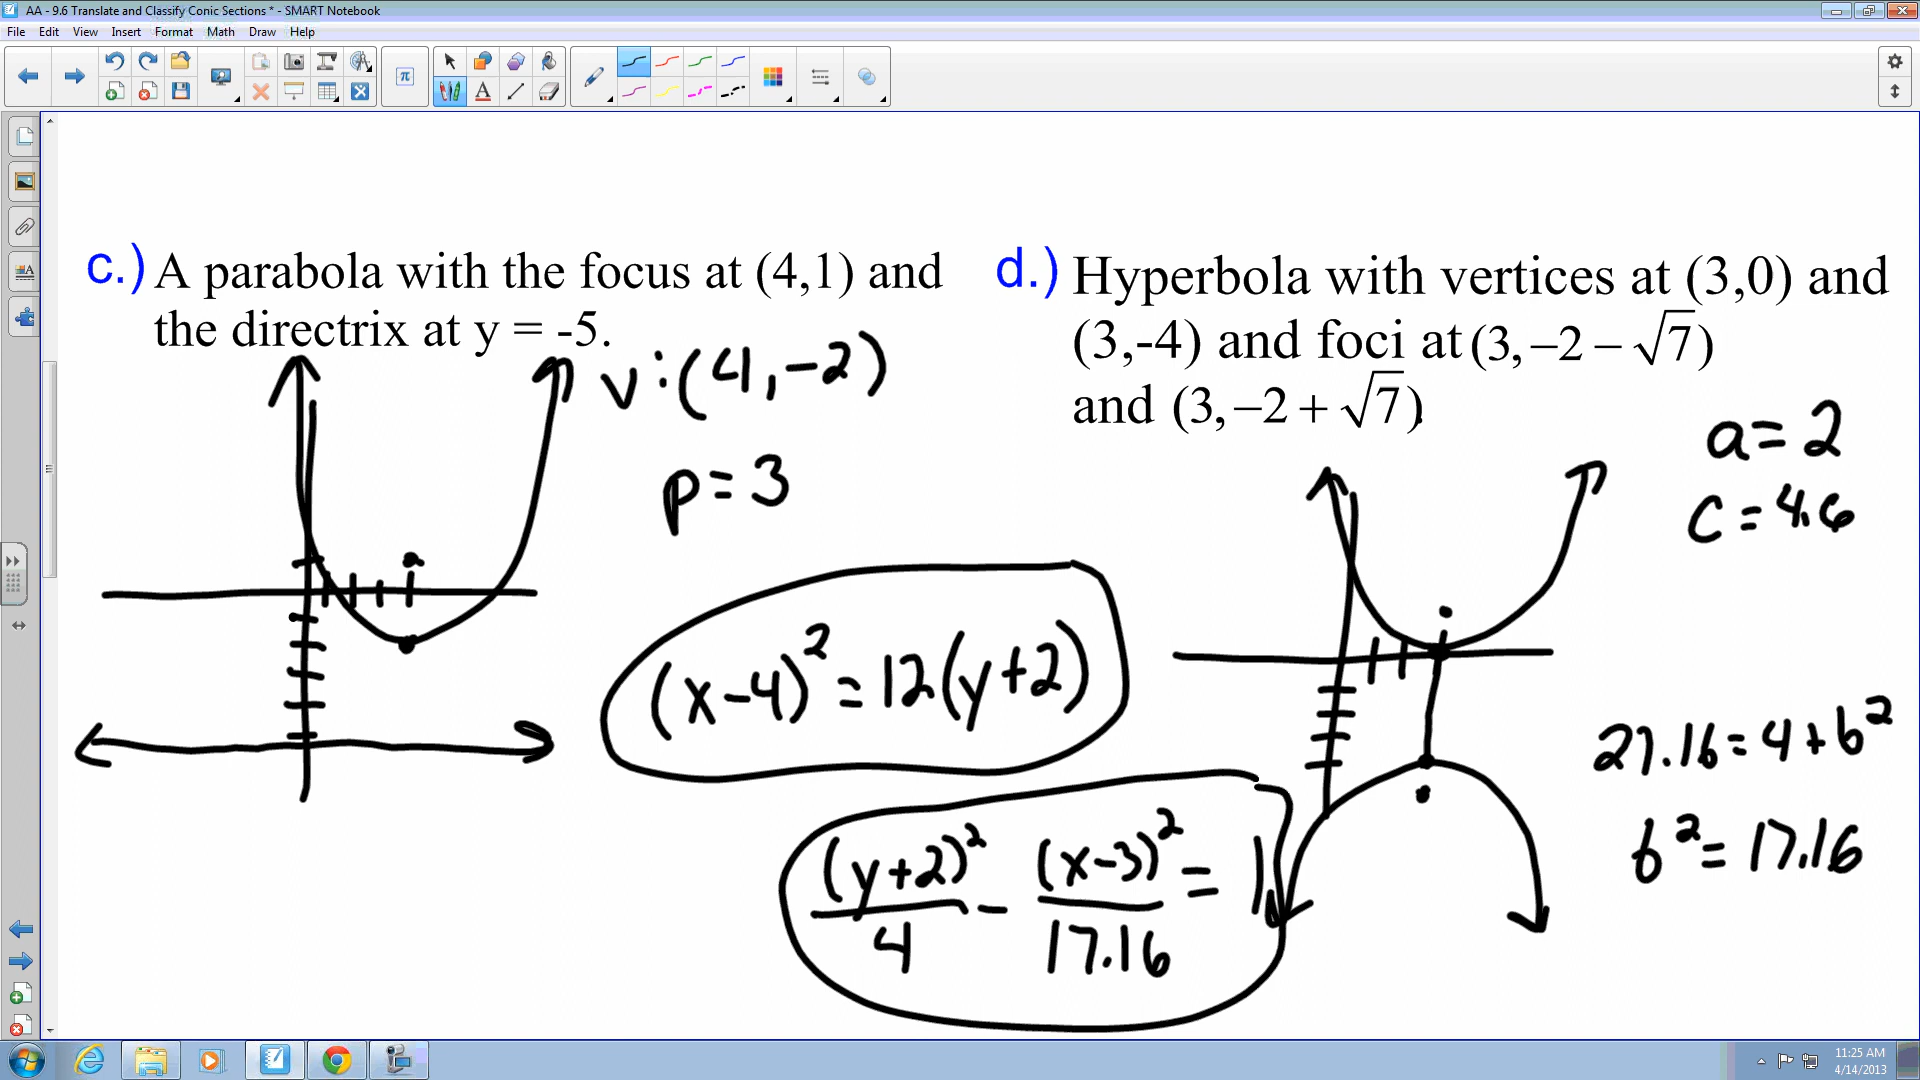 AA - 9.6 Translate and Classify Conic Sections * - SMART Notebook
File Edit View Insert Format Math Draw Help
c.) A parabola with the focus at (4,1) and
the directrix at y = -5.
v:(4,-2)
p=3
(x-4)²=12(y+2)
d.) Hyperbola with vertices at (3,0) and
(3,-4) and foci at (3,−2−√7)
and (3,−2+√7).
a=2
c=4.6
27.16=4+b²
b²=17.16
(y+2)²/4 - (x-3)²/17.16 = 1
11:25 AM
4/14/2013